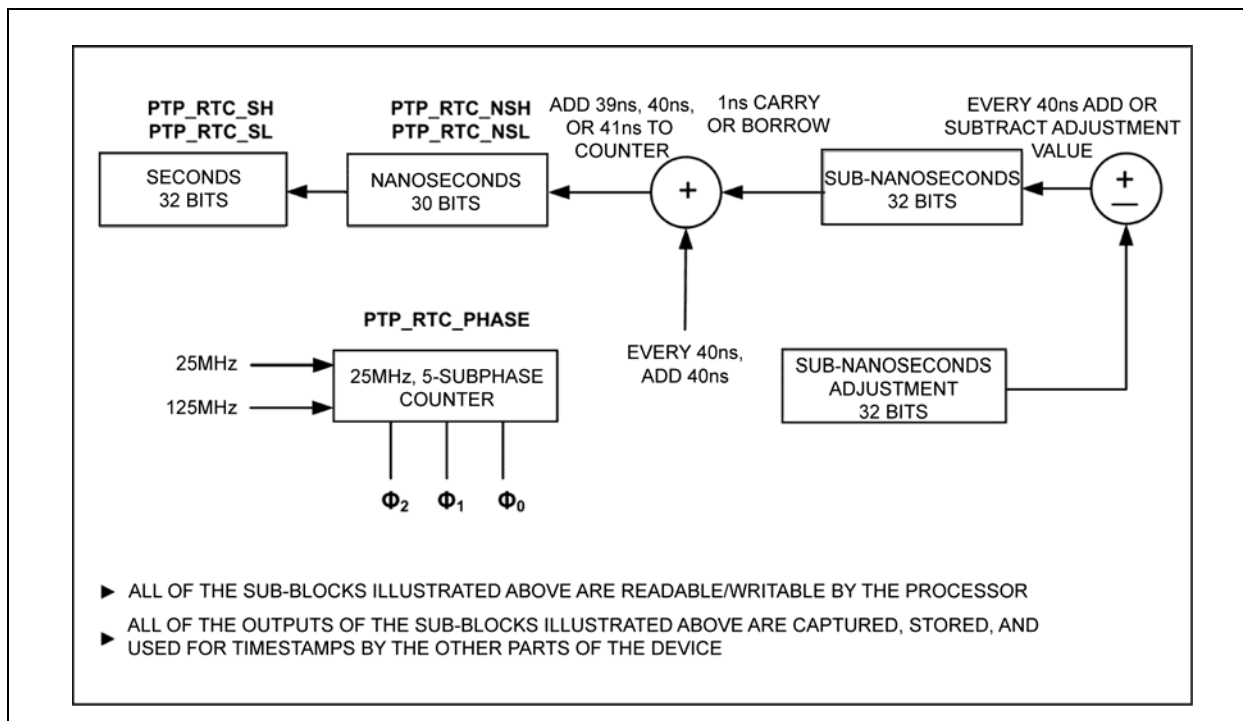 PTP_RTC_SH
PTP_RTC_SL
SECONDS
32 BITS
PTP_RTC_NSH
PTP_RTC_NSL
NANOSECONDS
30 BITS
ADD 39ns, 40ns,
OR 41ns TO
COUNTER
+
1ns CARRY
OR BORROW
SUB-NANOSECONDS
32 BITS
EVERY 40ns ADD OR
SUBTRACT ADJUSTMENT
VALUE
+
—
EVERY 40ns,
ADD 40ns
SUB-NANOSECONDS
ADJUSTMENT
32 BITS
PTP_RTC_PHASE
25MHz
125MHz
25MHz, 5-SUBPHASE
COUNTER
Φ₂ Φ₁ Φ₀
► ALL OF THE SUB-BLOCKS ILLUSTRATED ABOVE ARE READABLE/WRITABLE BY THE PROCESSOR
► ALL OF THE OUTPUTS OF THE SUB-BLOCKS ILLUSTRATED ABOVE ARE CAPTURED, STORED, AND
USED FOR TIMESTAMPS BY THE OTHER PARTS OF THE DEVICE